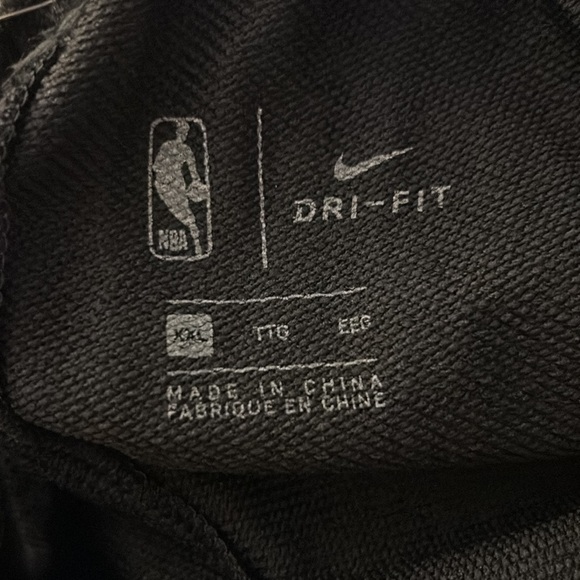 NBA
DRI-FIT
XXL TTG EEG
MADE IN CHINA
FABRIQUE EN CHINE